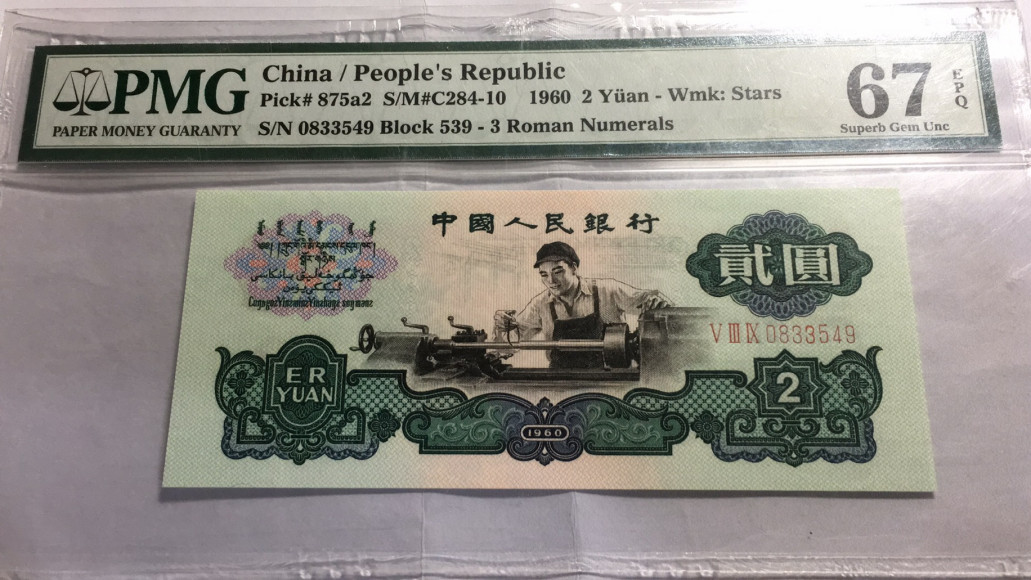 PMG
PAPER MONEY GUARANTY
China / People's Republic
Pick# 875a2 S/M#C284-10 1960 2 Yüan - Wmk: Stars
S/N 0833549 Block 539 - 3 Roman Numerals
67
EPQ
Superb Gem Unc
中國人民銀行
貳圓
V III IX 0833549
ER
YUAN
2
1960